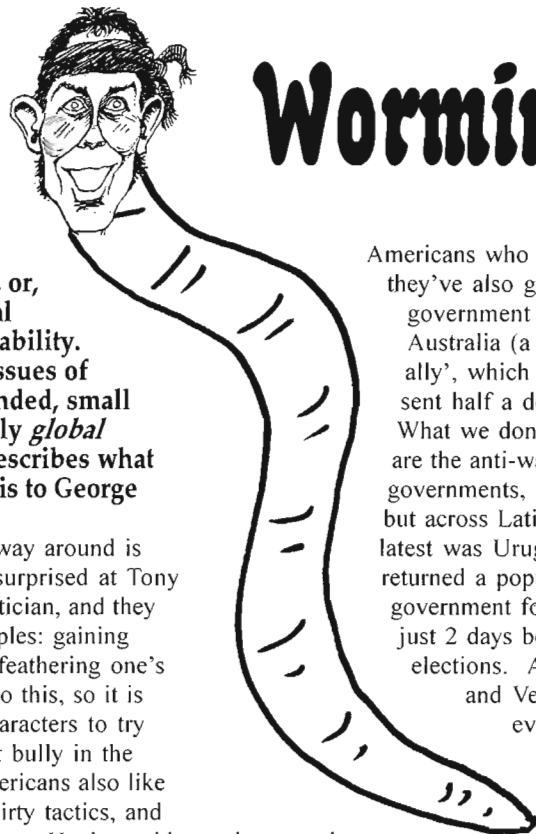 Wormin
or,
al
ability.
ssues of
nded, small
ly global
escribes what
is to George
way around is
surprised at Tony
tician, and they
ples: gaining
feathering one's
o this, so it is
aracters to try
t bully in the
ericans also like
irty tactics, and
Americans who
they've also g
government
Australia (a
ally', which
sent half a d
What we don
are the anti-wa
governments,
but across Lati
latest was Urug
returned a pop
government fo
just 2 days b
elections. A
and Ve
ev